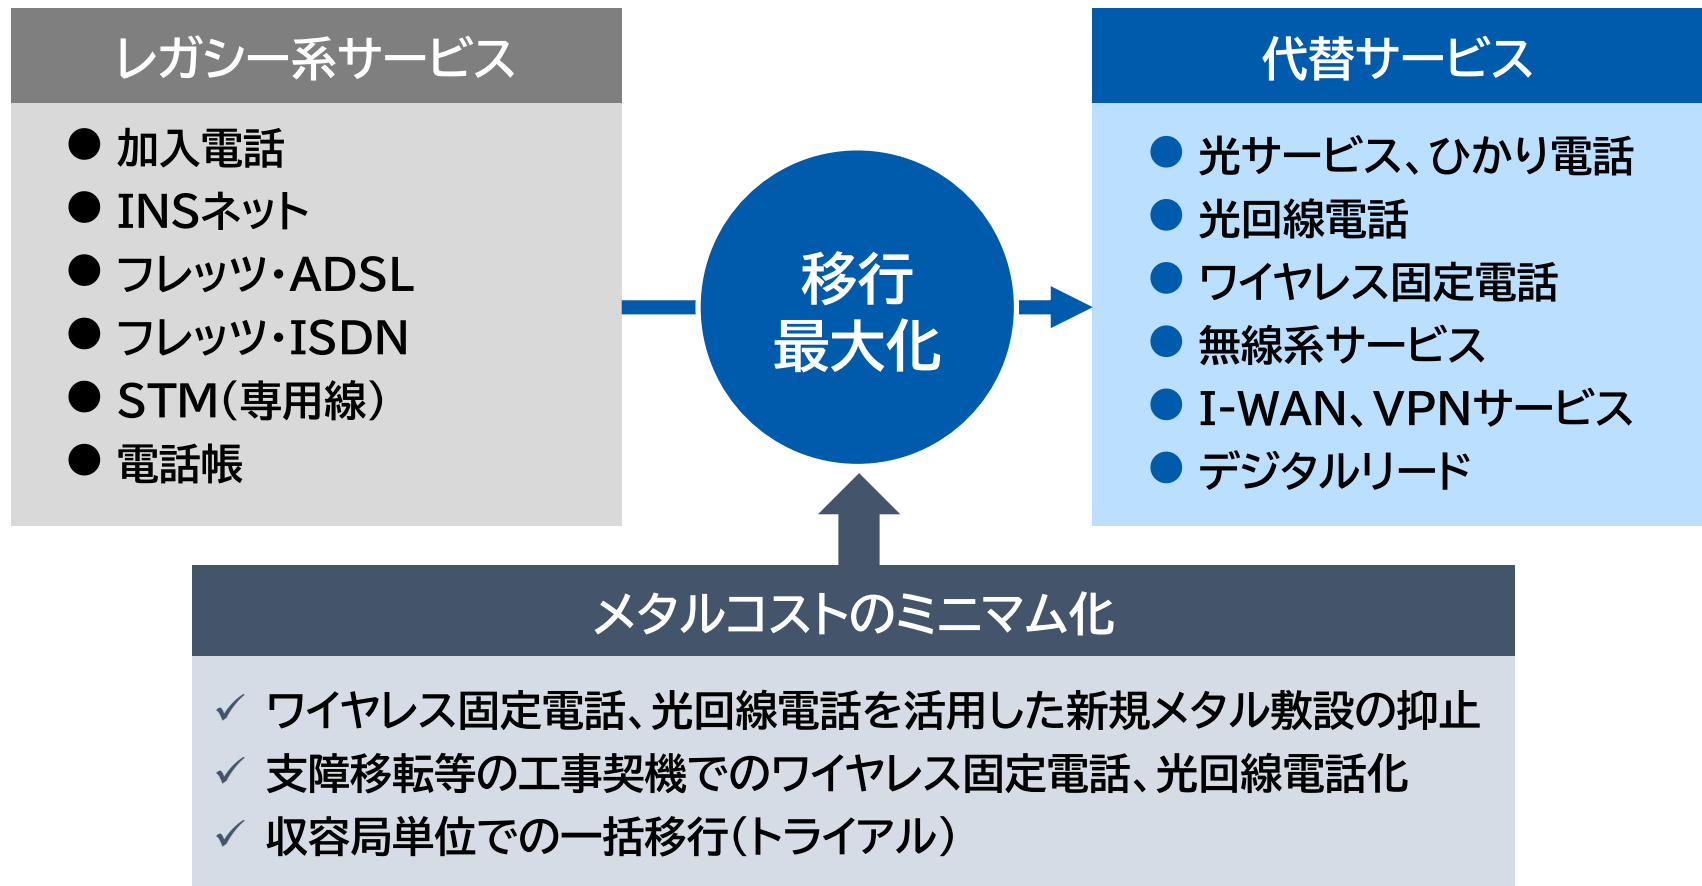 レガシー系サービス
● 加入電話
● INSネット
● フレッツ・ADSL
● フレッツ・ISDN
● STM(専用線)
● 電話帳
移行
最大化
代替サービス
● 光サービス、ひかり電話
● 光回線電話
● ワイヤレス固定電話
● 無線系サービス
● I-WAN、VPNサービス
● デジタルリード
メタルコストのミニマム化
✓ ワイヤレス固定電話、光回線電話を活用した新規メタル敷設の抑止
✓ 支障移転等の工事契機でのワイヤレス固定電話、光回線電話化
✓ 収容局単位での一括移行(トライアル)